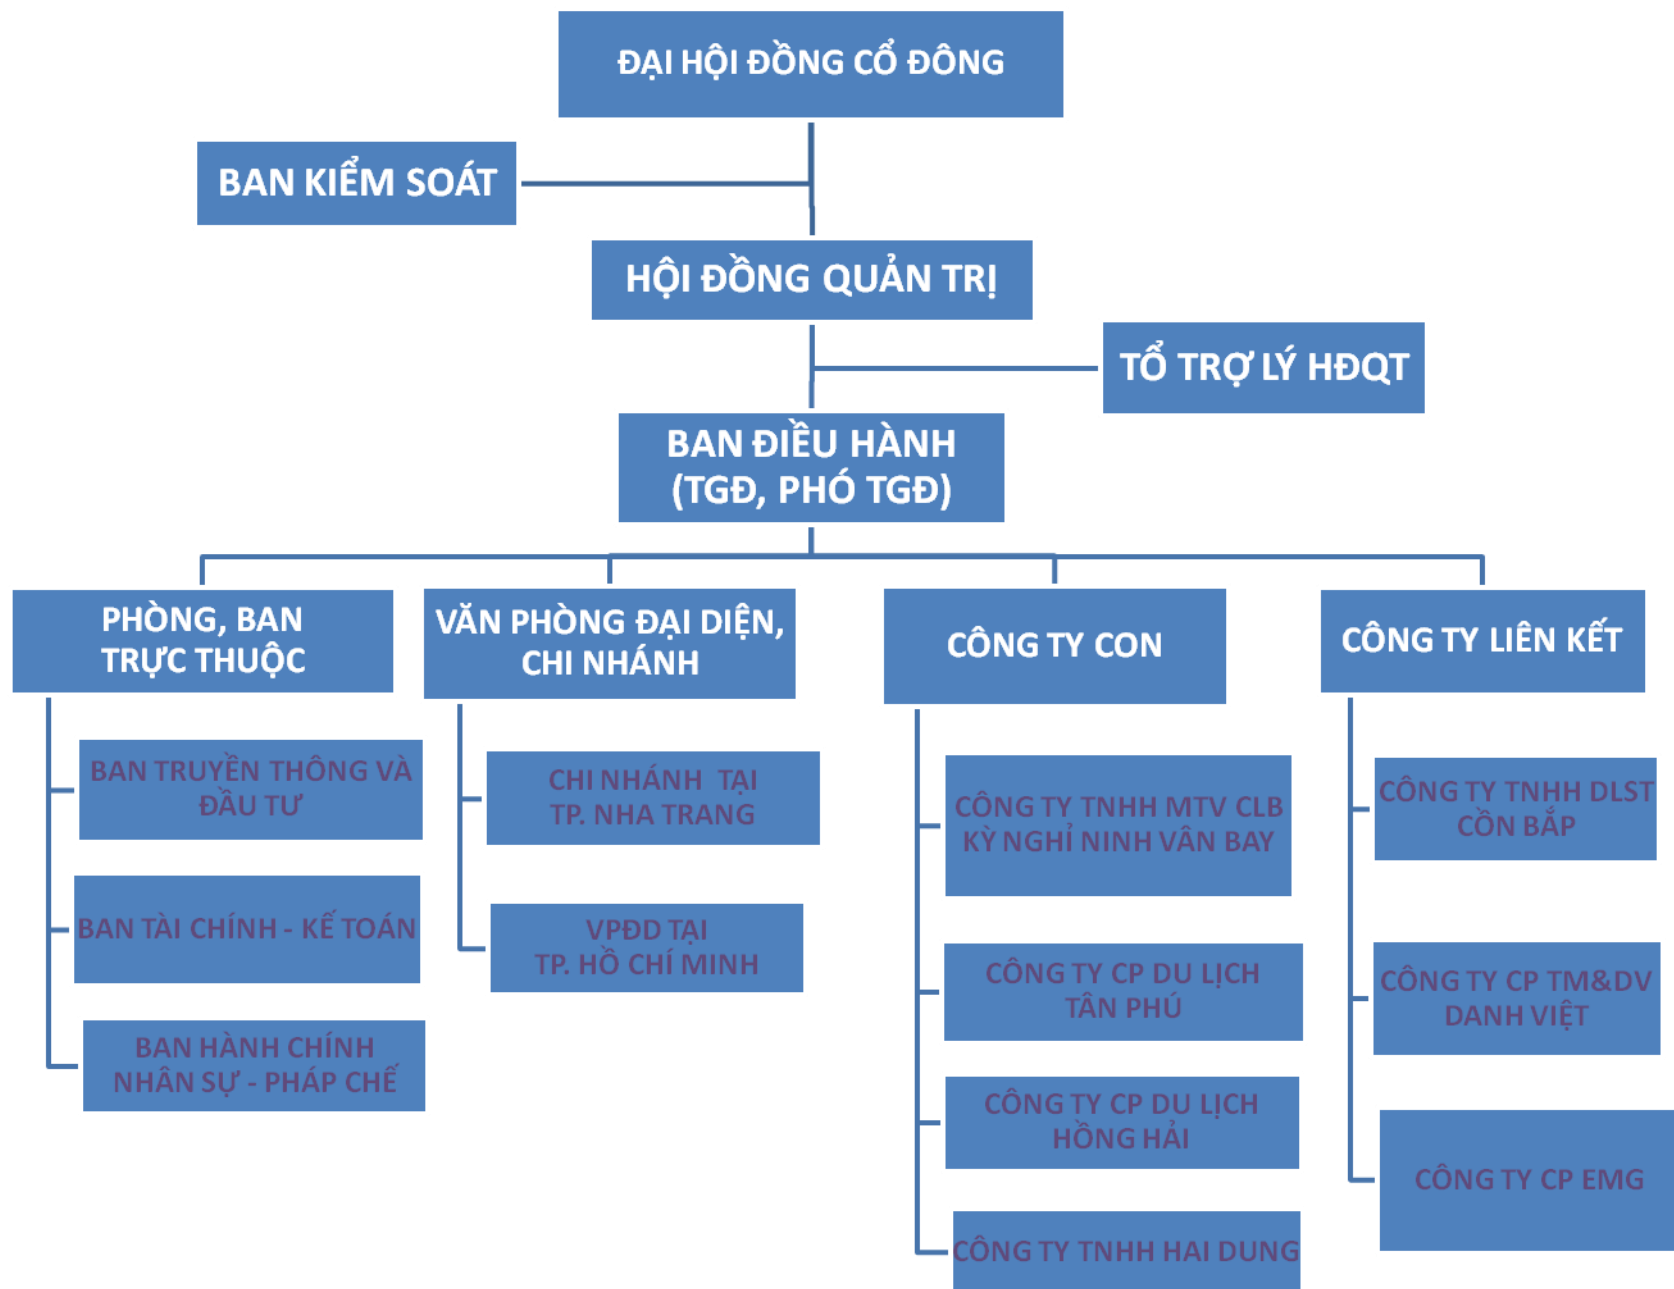 ĐẠI HỘI ĐỒNG CỔ ĐÔNG
BAN KIỂM SOÁT
HỘI ĐỒNG QUẢN TRỊ
TỔ TRỢ LÝ HĐQT
BAN ĐIỀU HÀNH
(TGĐ, PHÓ TGĐ)
PHÒNG, BAN
TRỰC THUỘC
BAN TRUYỀN THÔNG VÀ
ĐẦU TƯ
BAN TÀI CHÍNH - KẾ TOÁN
BAN HÀNH CHÍNH
NHÂN SỰ - PHÁP CHẾ
VĂN PHÒNG ĐẠI DIỆN,
CHI NHÁNH
CHI NHÁNH TẠI
TP. NHA TRANG
VPĐD TẠI
TP. HỒ CHÍ MINH
CÔNG TY CON
CÔNG TY TNHH MTV CLB
KỲ NGHỈ NINH VÂN BAY
CÔNG TY CP DU LỊCH
TÂN PHÚ
CÔNG TY CP DU LỊCH
HỒNG HẢI
CÔNG TY TNHH HAI DUNG
CÔNG TY LIÊN KẾT
CÔNG TY TNHH DLST
CỒN BẮP
CÔNG TY CP TM&DV
DANH VIỆT
CÔNG TY CP EMG